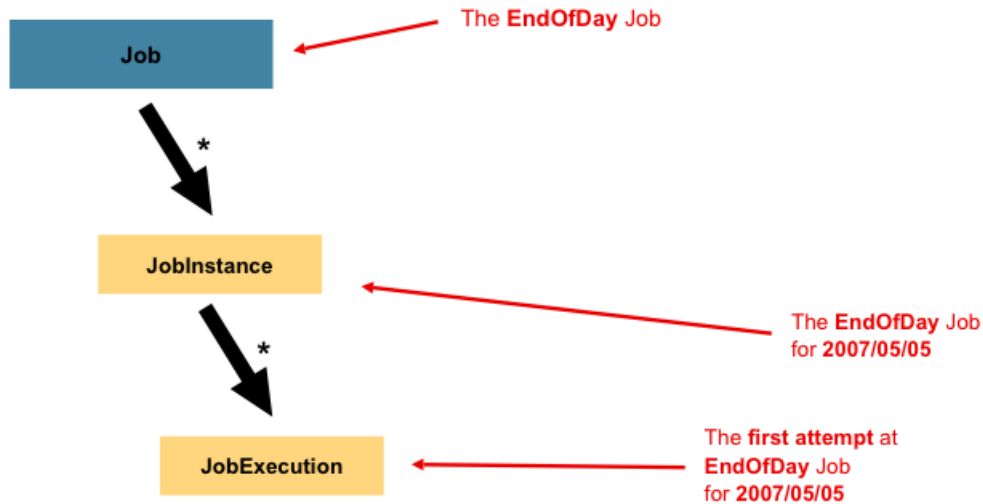 The EndOfDay Job
Job
*
JobInstance
The EndOfDay Job
for 2007/05/05
*
The first attempt at
EndOfDay Job
for 2007/05/05
JobExecution